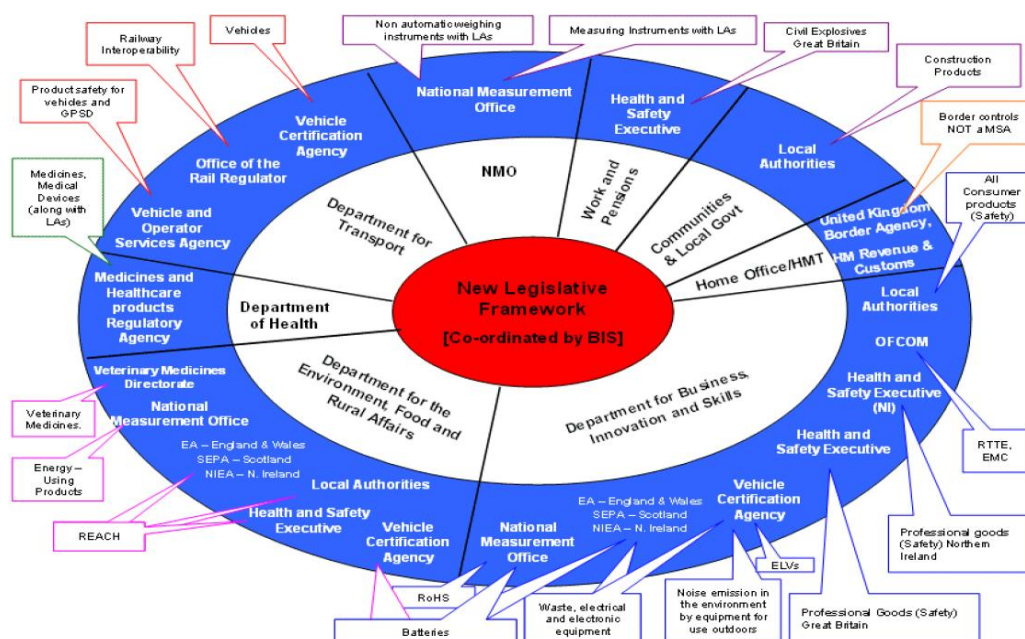 Non automatic weighing
instruments with LAs
Measuring Instruments with LAs
Civil Explosives
Great Britain
Vehicles
Railway
Interoperability
Construction
Products
Product safety for
vehicles and
GPSD
Border controls
NOT a MSA
Medicines,
Medical
Devices
(along with
LAs)
All
Consumer
products
(Safety)
National Measurement
Office
Health and
Safety
Executive
Local
Authorities
Vehicle
Certification
Agency
Office of the
Rail Regulator
Vehicle and
Operator
Services Agency
Medicines and
Healthcare
products
Regulatory
Agency
United Kingdom
Border Agency,
HM Revenue &
Customs
Local
Authorities
OFCOM
Health and
Safety Executive
(NI)
Health and
Safety Executive
Vehicle
Certification
Agency
EA – England & Wales
SEPA – Scotland
NIEA – N. Ireland
National
Measurement
Office
Vehicle
Certification
Agency
Health and Safety
Executive
Local Authorities
EA – England & Wales
SEPA – Scotland
NIEA – N. Ireland
National
Measurement Office
Veterinary Medicines
Directorate
NMO
Work and
Pensions
Communities
& Local Govt
Home Office/HMT
Department for
Transport
Department
of Health
Department for the
Environment, Food and
Rural Affairs
Department for Business,
Innovation and Skills
New Legislative
Framework
[Co-ordinated by BIS]
Veterinary
Medicines.
Energy –
Using
Products
REACH
RoHS
Batteries
Waste, electrical
and electronic
equipment
Noise emission in
the environment
by equipment for
use outdoors
ELVs
Professional Goods (Safety)
Great Britain
Professional goods
(Safety) Northern
Ireland
RTTE,
EMC